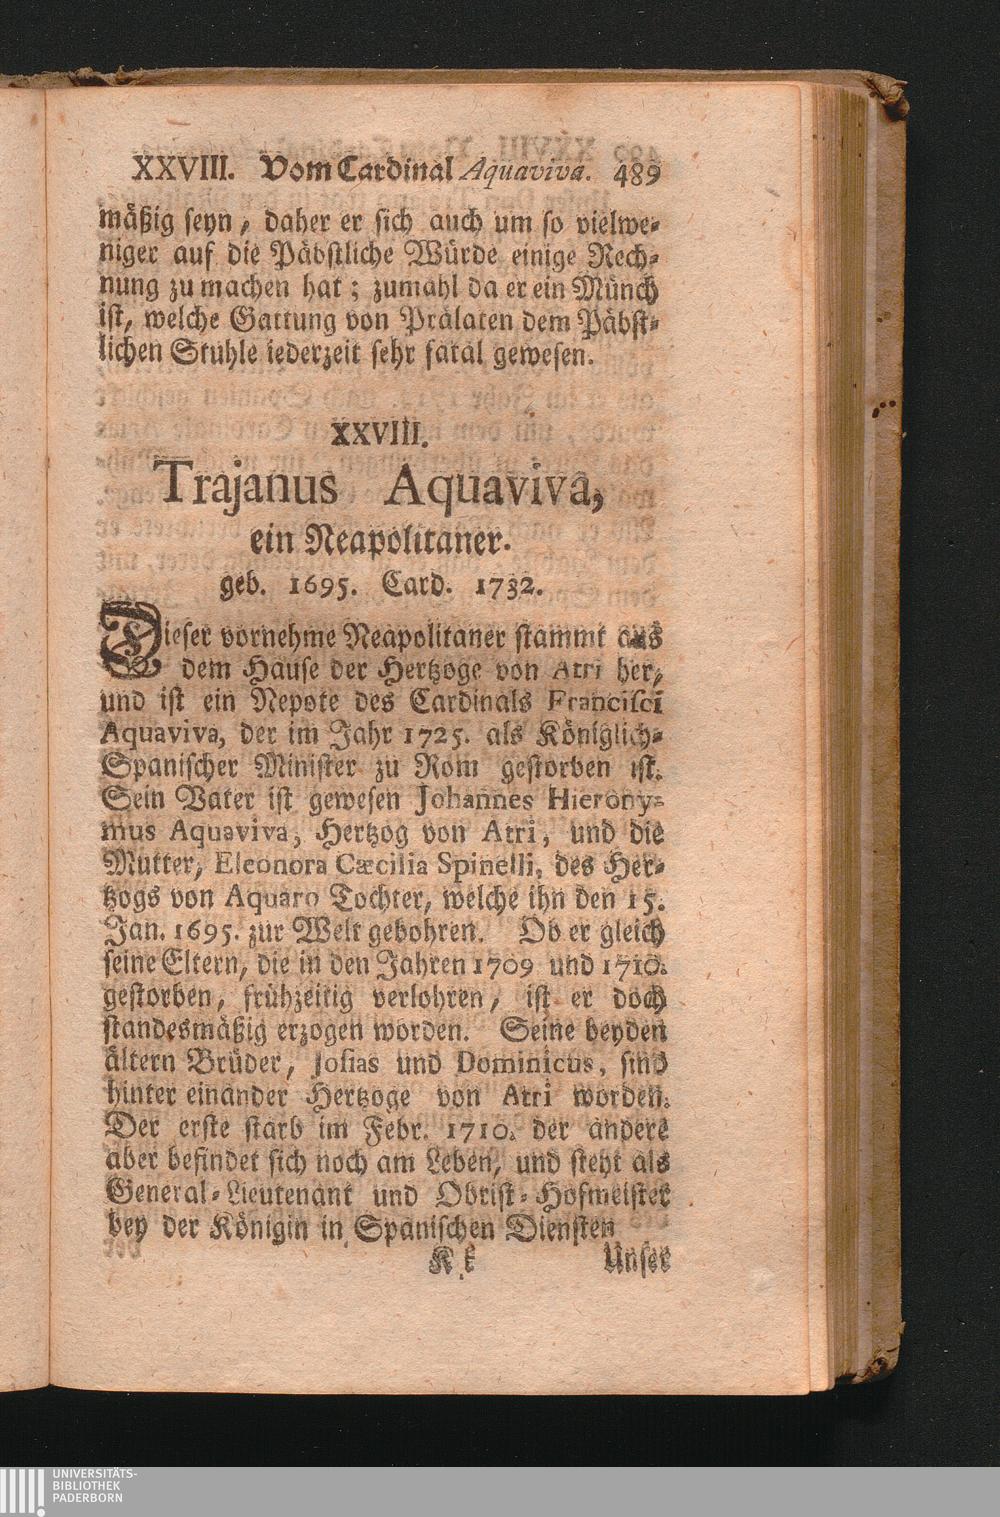 XXVIII. Vom Cardinal Aquaviva. 489
mäßig seyn, daher er sich auch um so vielwe-
niger auf die Päbstliche Würde einige Rech-
nung zu machen hat; zumahl da er ein Münch
ist, welche Gattung von Prälaten dem Päbst-
lichen Stuhle iederzeit sehr fatal gewesen.
XXVIII.
Trajanus Aquaviva,
ein Neapolitaner.
geb. 1695. Card. 1732.
Dieser vornehme Neapolitaner stammt aus
dem Hause der Hertzoge von Atri her,
und ist ein Nepote des Cardinals Francisci
Aquaviva, der im Jahr 1725. als Königlich-
Spanischer Minister zu Rom gestorben ist.
Sein Vater ist gewesen Johannes Hierony-
mus Aquaviva, Hertzog von Atri, und die
Mutter, Eleonora Cæcilia Spinelli, des Her-
tzogs von Aquaro Tochter, welche ihn den 15.
Jan. 1695. zur Welt gebohren. Ob er gleich
seine Eltern, die in den Jahren 1709 und 1710.
gestorben, frühzeitig verlohren, ist er doch
standesmäßig erzogen worden. Seine beyden
ältern Brüder, Josias und Dominicus, sind
hinter einander Hertzoge von Atri worden.
Der erste starb im Febr. 1710. der andere
aber befindet sich noch am Leben, und steht als
General-Lieutenant und Obrist-Hofmeister
bey der Königin in Spanischen Diensten
K k Unser
UNIVERSITÄTS-
BIBLIOTHEK
PADERBORN